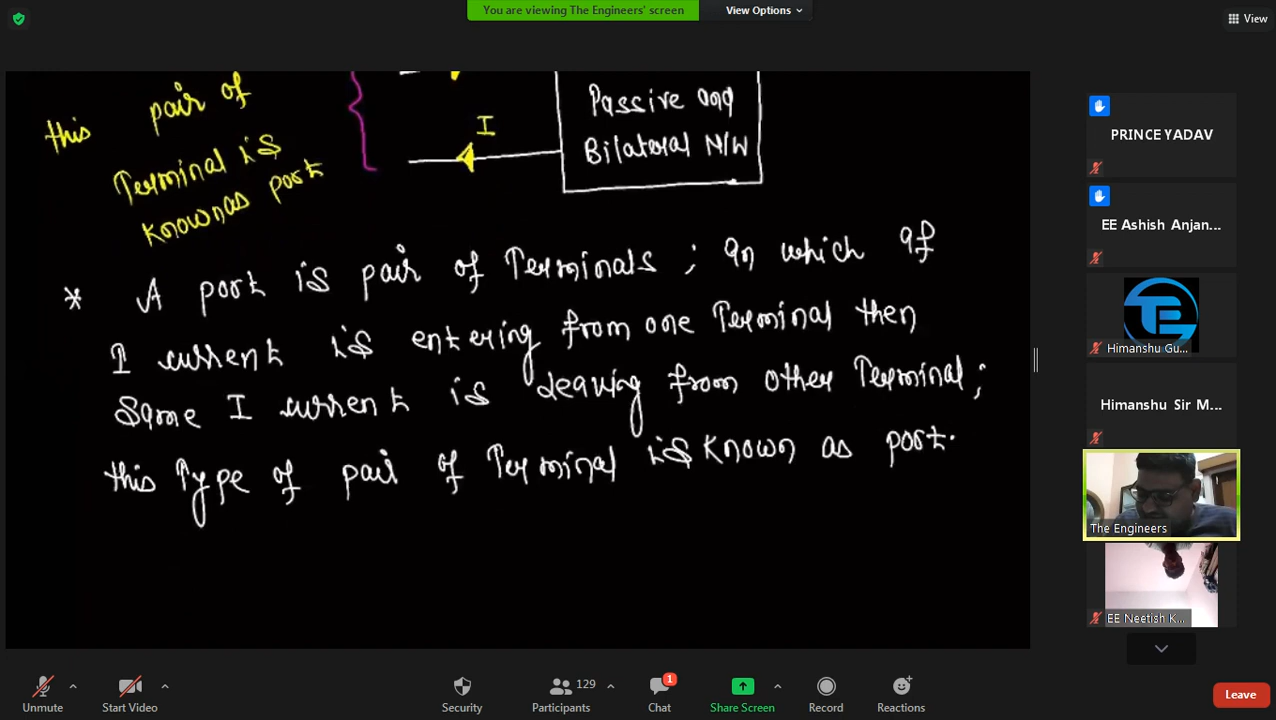 You are viewing The Engineers' screen
View Options
View
this pair of
Terminal is
known as port
I
Passive and
Bilateral N/W
* A port is pair of Terminals ; In which if
I current is entering from one Terminal then
Same I current is leaving from other Terminal ;
this Type of pair of Terminal is known as port.
PRINCE YADAV
EE Ashish Anjan...
Himanshu Gu...
Himanshu Sir M...
The Engineers
EE Neetish K...
Unmute
Start Video
Security
Participants
129
Chat
1
Share Screen
Record
Reactions
Leave